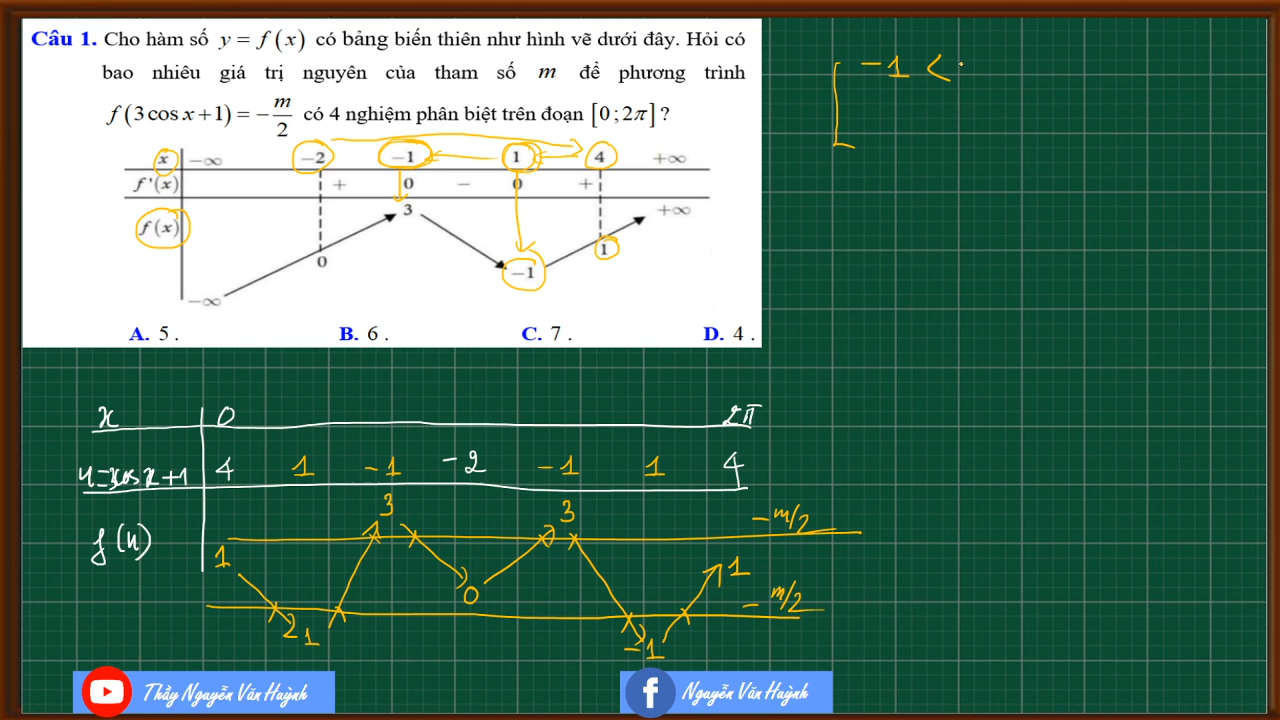 Câu 1. Cho hàm số y = f(x) có bảng biến thiên như hình vẽ dưới đây. Hỏi có
bao nhiêu giá trị nguyên của tham số m để phương trình
f(3cosx+1) = -m/2 có 4 nghiệm phân biệt trên đoạn [0;2π]?
x -∞ -2 -1 1 4 +∞
f'(x) + 0 - 0 +
3 +∞
f(x) 1
0 -1
-∞
A. 5. B. 6. C. 7. D. 4.
[ -1 <
x 0 2π
4 1 -1 -2 -1 1 4
3 3 -m/2
f(u) 1 1
0 -m/2
-1
Thầy Nguyễn Văn Huỳnh
Nguyễn Văn Huỳnh